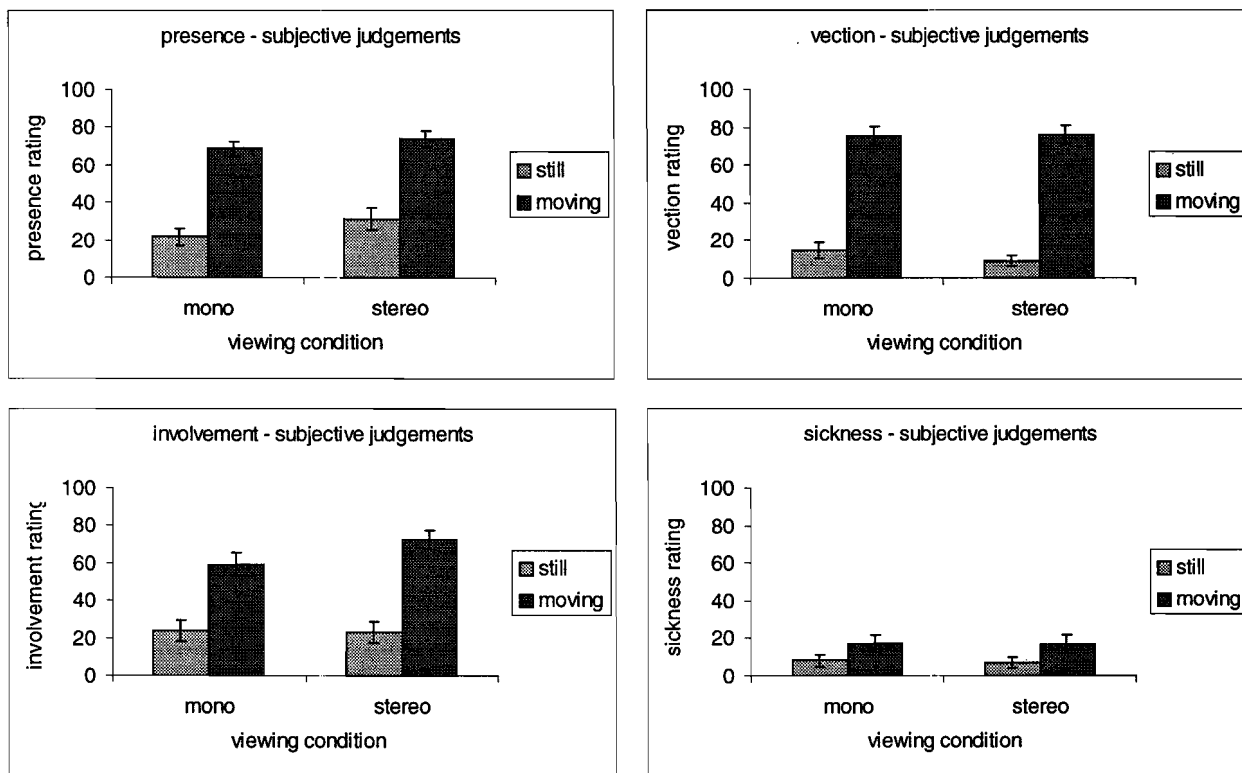 presence - subjective judgements
presence rating
100
80
60
40
20
0
mono
stereo
viewing condition
still
moving
vection - subjective judgements
vection rating
100
80
60
40
20
0
mono
stereo
viewing condition
still
moving
involvement - subjective judgements
involvement rating
100
80
60
40
20
0
mono
stereo
viewing condition
still
moving
sickness - subjective judgements
sickness rating
100
80
60
40
20
0
mono
stereo
viewing condition
still
moving